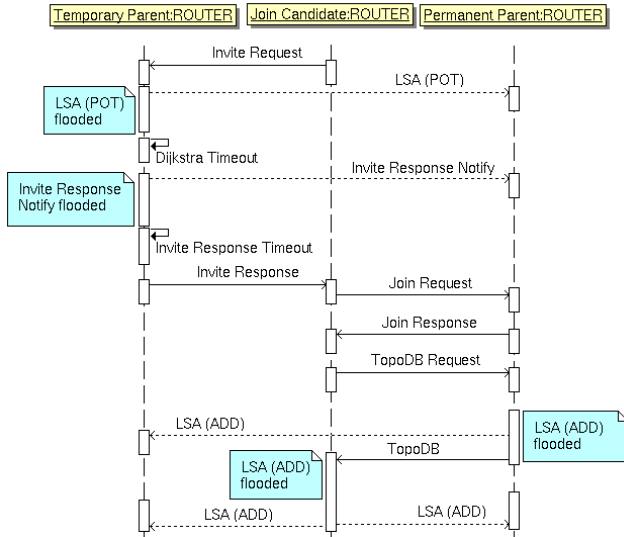 Temporary Parent:ROUTER
Join Candidate:ROUTER
Permanent Parent:ROUTER
Invite Request
LSA (POT)
LSA (POT)
flooded
Dijkstra Timeout
Invite Response Notify
Invite Response
Notify flooded
Invite Response Timeout
Invite Response
Join Request
Join Response
TopoDB Request
LSA (ADD)
LSA (ADD)
flooded
TopoDB
LSA (ADD)
flooded
LSA (ADD)
LSA (ADD)